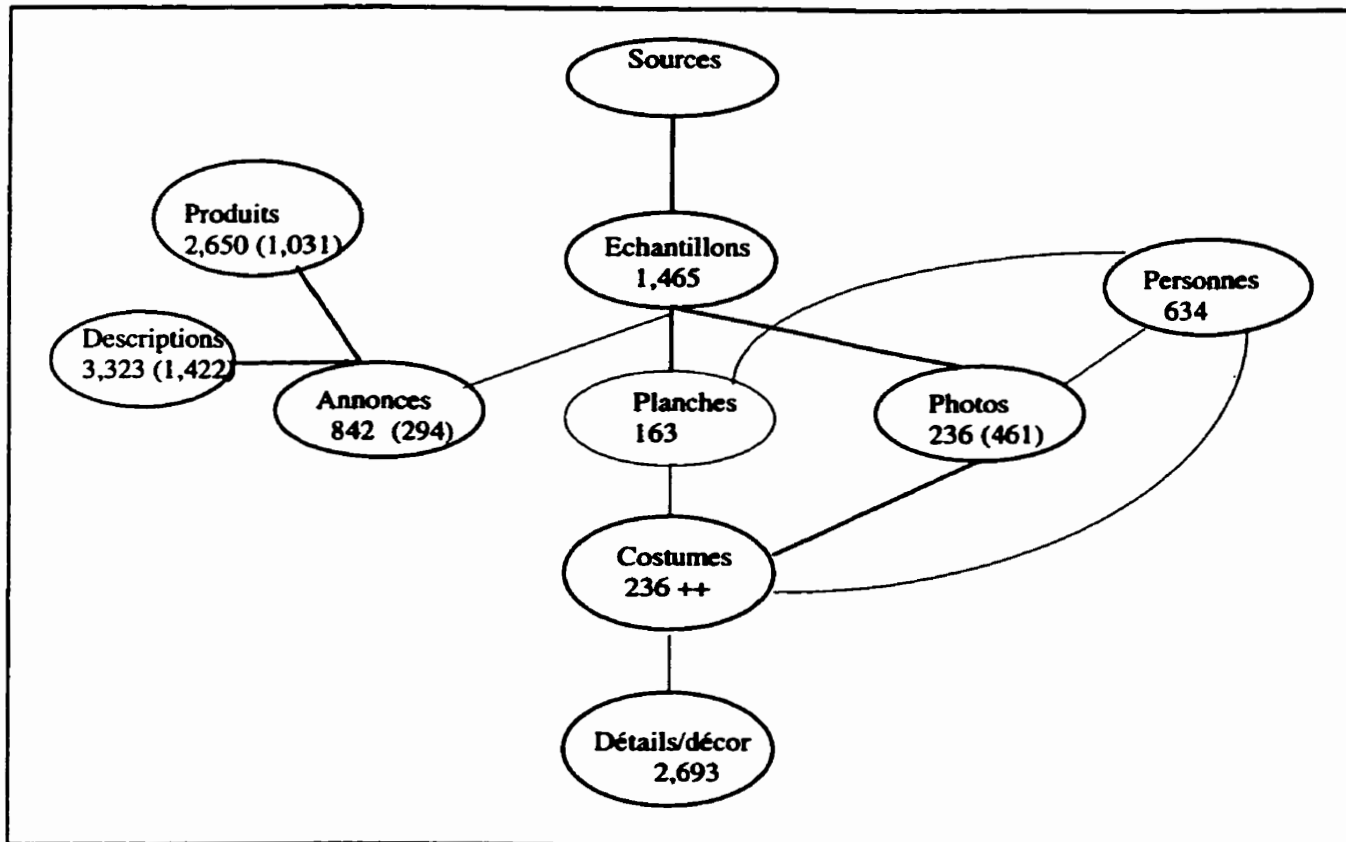 Sources
Produits
2,650 (1,031)
Echantillons
1,465
Personnes
634
Descriptions
3,323 (1,422)
Annonces
842 (294)
Planches
163
Photos
236 (461)
Costumes
236 ++
Détails/décor
2,693